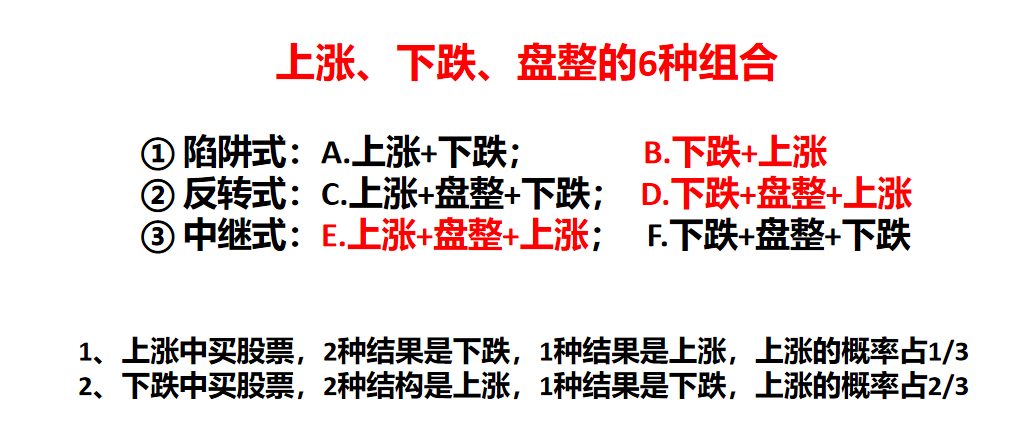 上涨、下跌、盘整的6种组合
① 陷阱式：A.上涨+下跌； B.下跌+上涨
② 反转式：C.上涨+盘整+下跌； D.下跌+盘整+上涨
③ 中继式：E.上涨+盘整+上涨； F.下跌+盘整+下跌
1、上涨中买股票，2种结果是下跌，1种结果是上涨，上涨的概率占1/3
2、下跌中买股票，2种结构是上涨，1种结果是下跌，上涨的概率占2/3